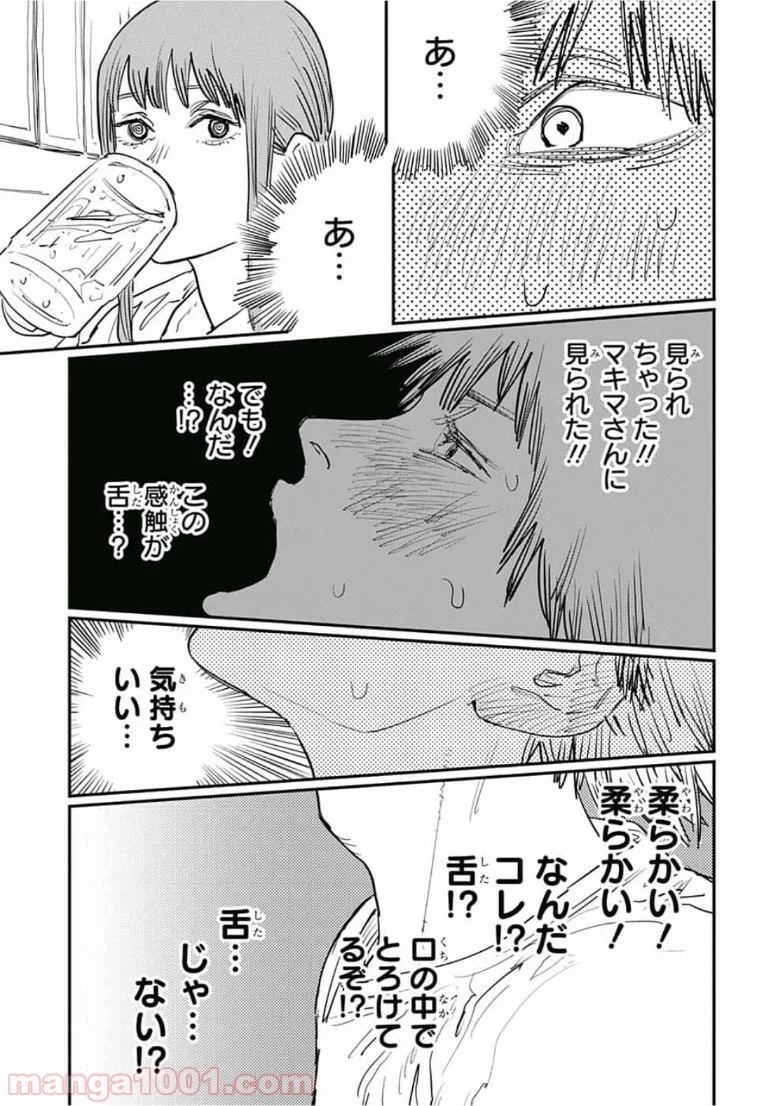 あ…
あ…
見られ
ちゃった!!
マキマさんに
見られた!!
でも!
なんだ
…!?
この
感触が
舌…?
気持ち
いい…
柔らかい!
柔らかい!
なんだ
コレ!?
舌!?
口の中で
とろけて
るぞ!?
舌…
じゃ…
ない!?
manga1001.com